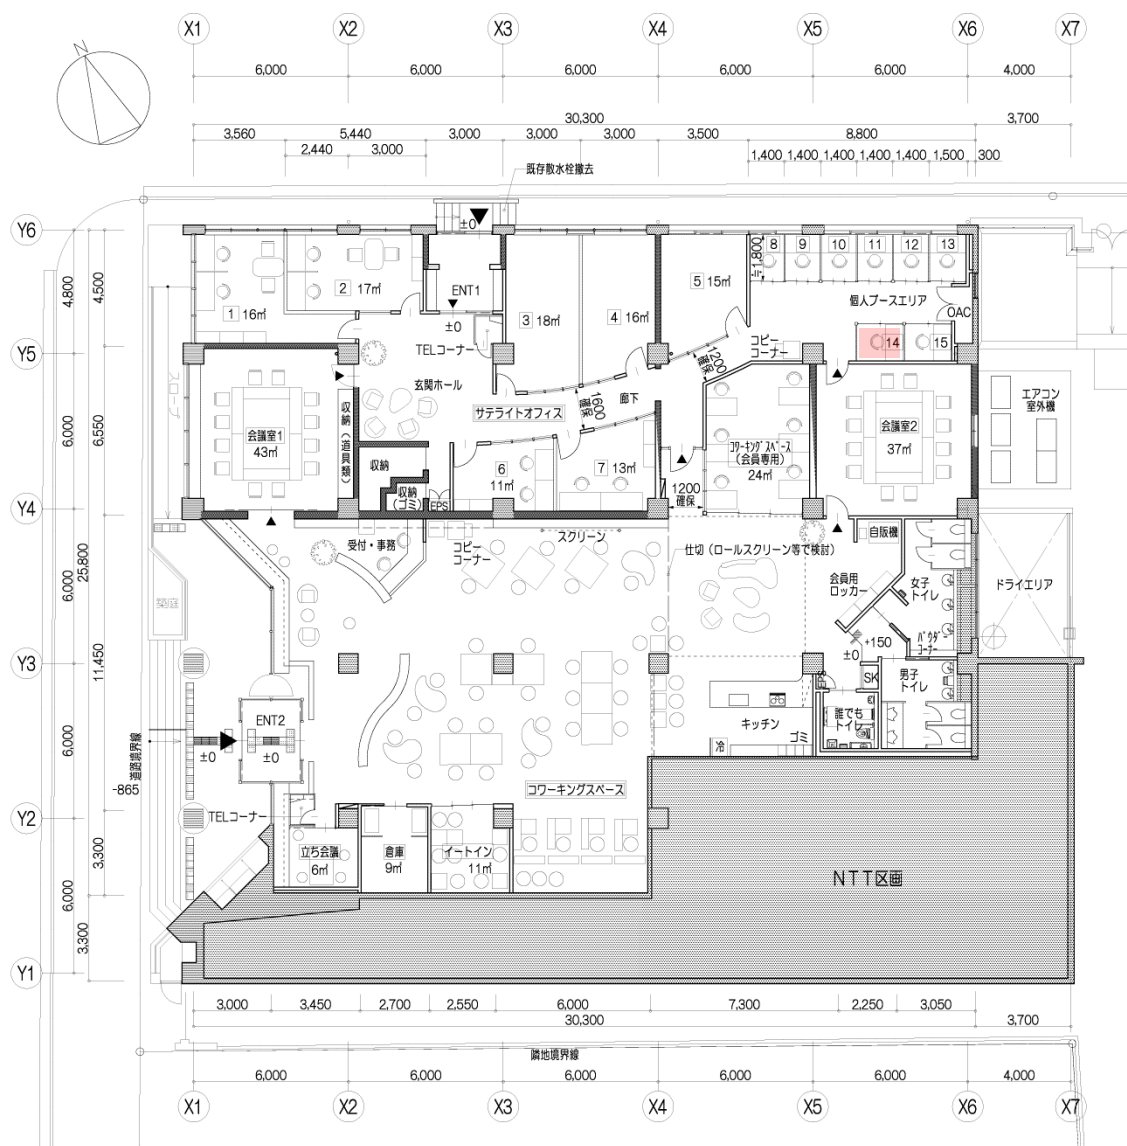 X1 X2 X3 X4 X5 X6 X7
N
6,000 6,000 6,000 6,000 6,000 4,000
30,300 3,700
3,560 5,440 3,000 3,000 3,000 3,500 8,800
2,440 3,000 1,400 1,400 1,400 1,400 1,400 1,500 300
既存散水栓撤去
±0
Y6
8 9 10 11 12 13
≒1,800
4,800 4,500
2 17㎡
ENT1
5 15㎡
個人ブースエリア
1 16㎡
3 18㎡
4 16㎡
OAC
±0
TELコーナー
コピー
コーナー
14 15
Y5
1200
確保
玄関ホール
廊下
エアコン
室外機
サテライトオフィス
1600
確保
会議室1
43㎡
収納(道具類)
6,000 6,650
コワーキングスペース
(会員専用)
24㎡
会議室2
37㎡
収納
6
11㎡
7 13㎡
収納
(ゴミ)
EPS
1200
確保
Y4
受付・事務
コピー
コーナー
スクリーン
仕切(ロールスクリーン等で検討)
自販機
25,800
会員用
ロッカー
女子
トイレ
ドライエリア
6,000
パウダー
コーナー
+150
±0
Y3
11,450
EPS
SK
男子
トイレ
ENT2
キッチン
誰でも
トイレ
±0 ±0
冷
ゴミ
6,000
道路境界線
-865
コワーキングスペース
Y2
TELコーナー
立ち会議
6㎡
倉庫
9㎡
イートイン
11㎡
3,300
NTT区画
6,000
3,300
Y1
3,000 3,450 2,700 2,550 6,000 7,300 2,250 3,050
30,300 3,700
隣地境界線
6,000 6,000 6,000 6,000 6,000 4,000
X1 X2 X3 X4 X5 X6 X7